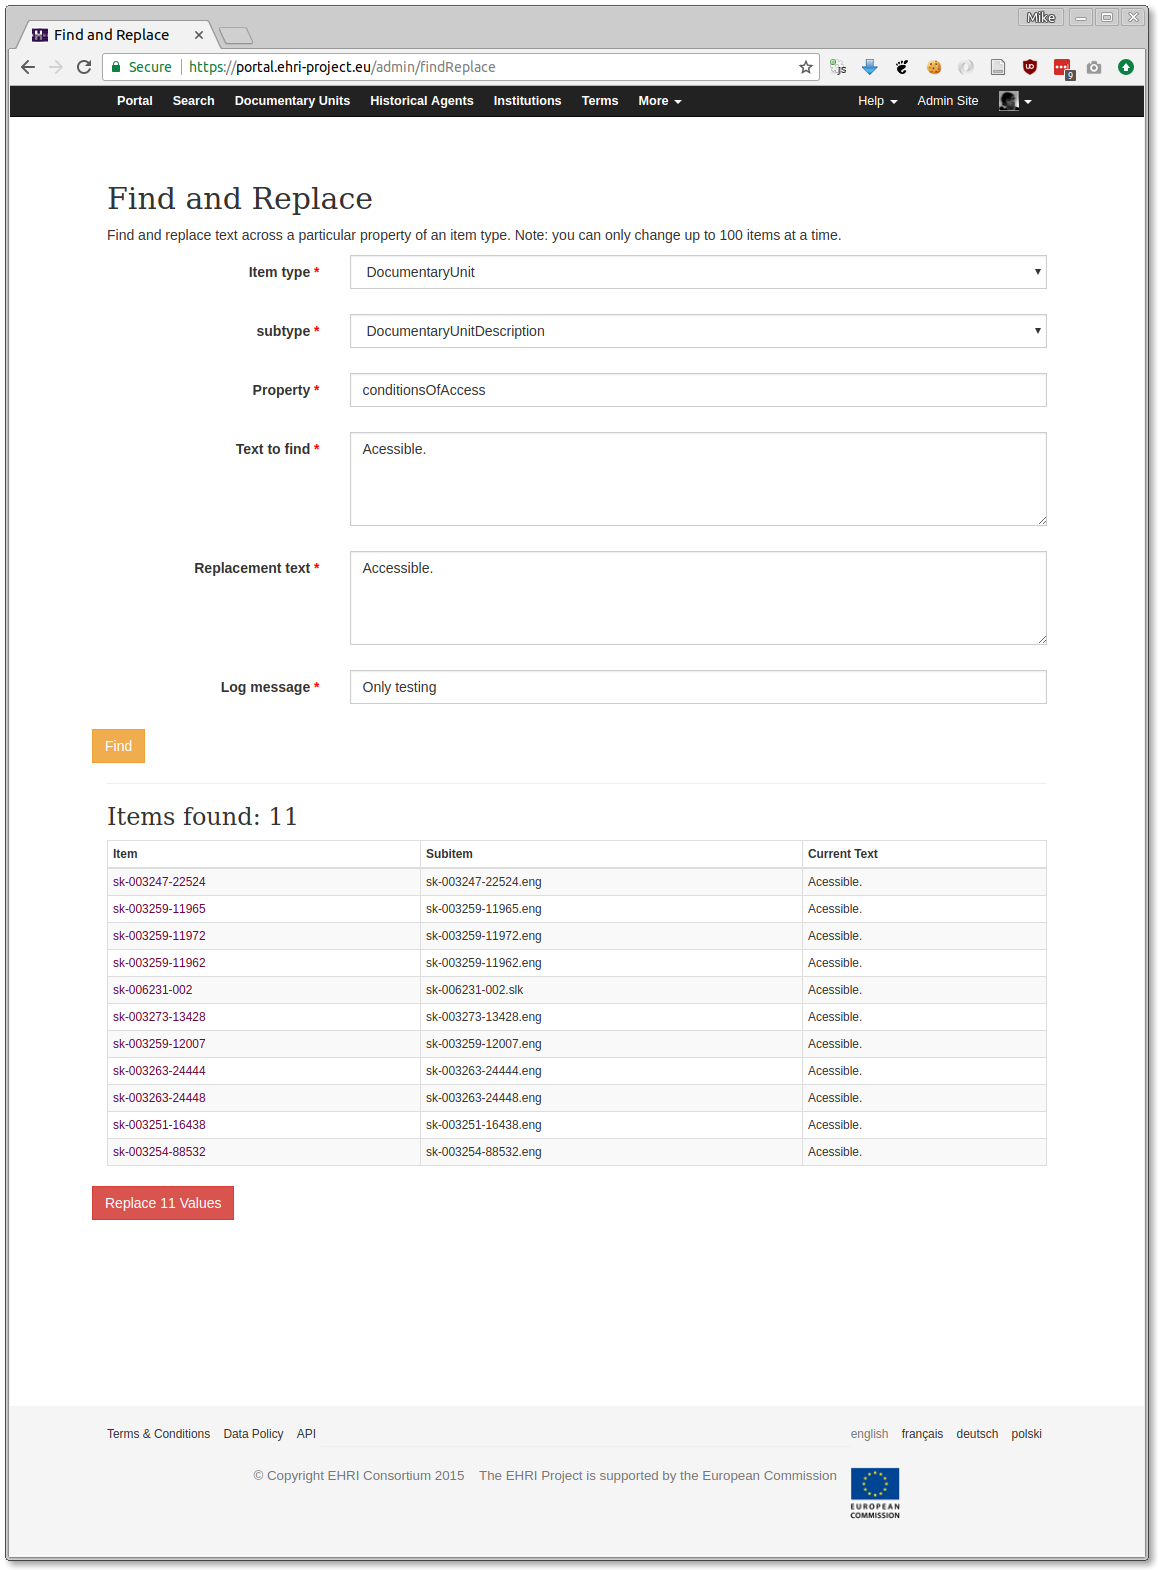 Mike
Find and Replace
Secure https://portal.ehri-project.eu/admin/findReplace
JS
UD
9
Portal Search Documentary Units Historical Agents Institutions Terms More Help Admin Site
Find and Replace
Find and replace text across a particular property of an item type. Note: you can only change up to 100 items at a time.
Item type * DocumentaryUnit
subtype * DocumentaryUnitDescription
Property * conditionsOfAccess
Text to find * Acessible.
Replacement text * Accessible.
Log message * Only testing
Find
Items found: 11
Item Subitem Current Text
sk-003247-22524 sk-003247-22524.eng Acessible.
sk-003259-11965 sk-003259-11965.eng Acessible.
sk-003259-11972 sk-003259-11972.eng Acessible.
sk-003259-11962 sk-003259-11962.eng Acessible.
sk-006231-002 sk-006231-002.slk Acessible.
sk-003273-13428 sk-003273-13428.eng Acessible.
sk-003259-12007 sk-003259-12007.eng Acessible.
sk-003263-24444 sk-003263-24444.eng Acessible.
sk-003263-24448 sk-003263-24448.eng Acessible.
sk-003251-16438 sk-003251-16438.eng Acessible.
sk-003254-88532 sk-003254-88532.eng Acessible.
Replace 11 Values
Terms & Conditions Data Policy API english français deutsch polski
© Copyright EHRI Consortium 2015 The EHRI Project is supported by the European Commission
EUROPEAN
COMMISSION